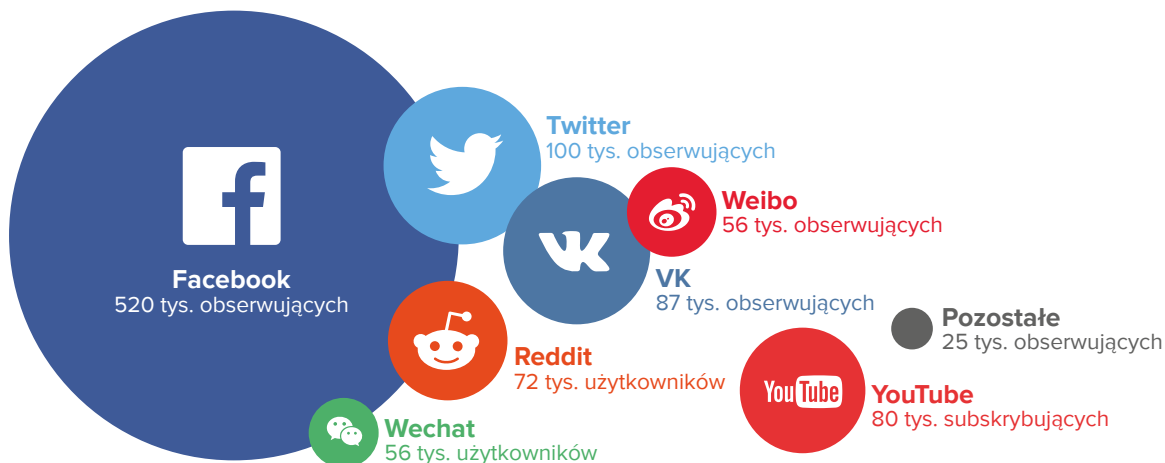 Facebook
520 tys. obserwujących
Twitter
100 tys. obserwujących
Weibo
56 tys. obserwujących
VK
87 tys. obserwujących
Pozostałe
25 tys. obserwujących
Reddit
72 tys. użytkowników
YouTube
YouTube
80 tys. subskrybujących
Wechat
56 tys. użytkowników